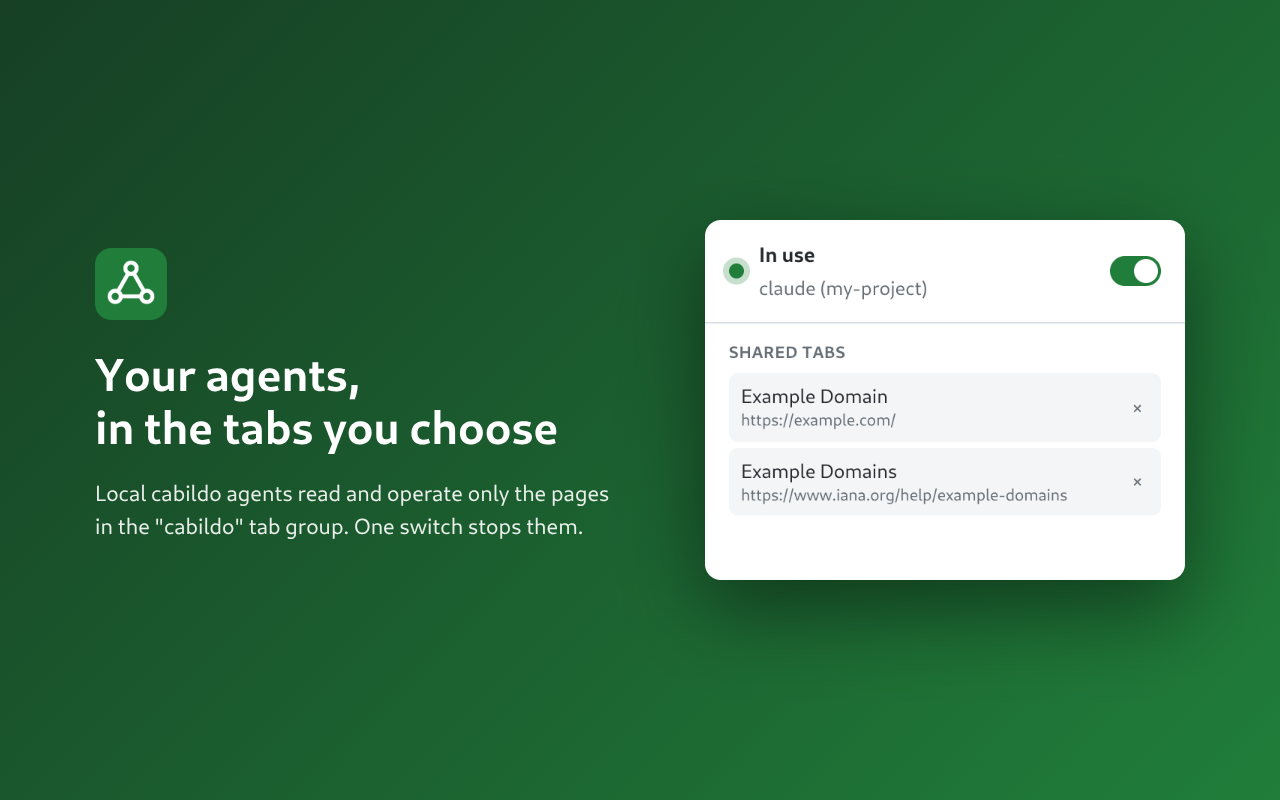 Your agents,
in the tabs you choose
Local cabildo agents read and operate only the pages
in the "cabildo" tab group. One switch stops them.
In use
claude (my-project)
SHARED TABS
Example Domain
https://example.com/
×
Example Domains
https://www.iana.org/help/example-domains
×